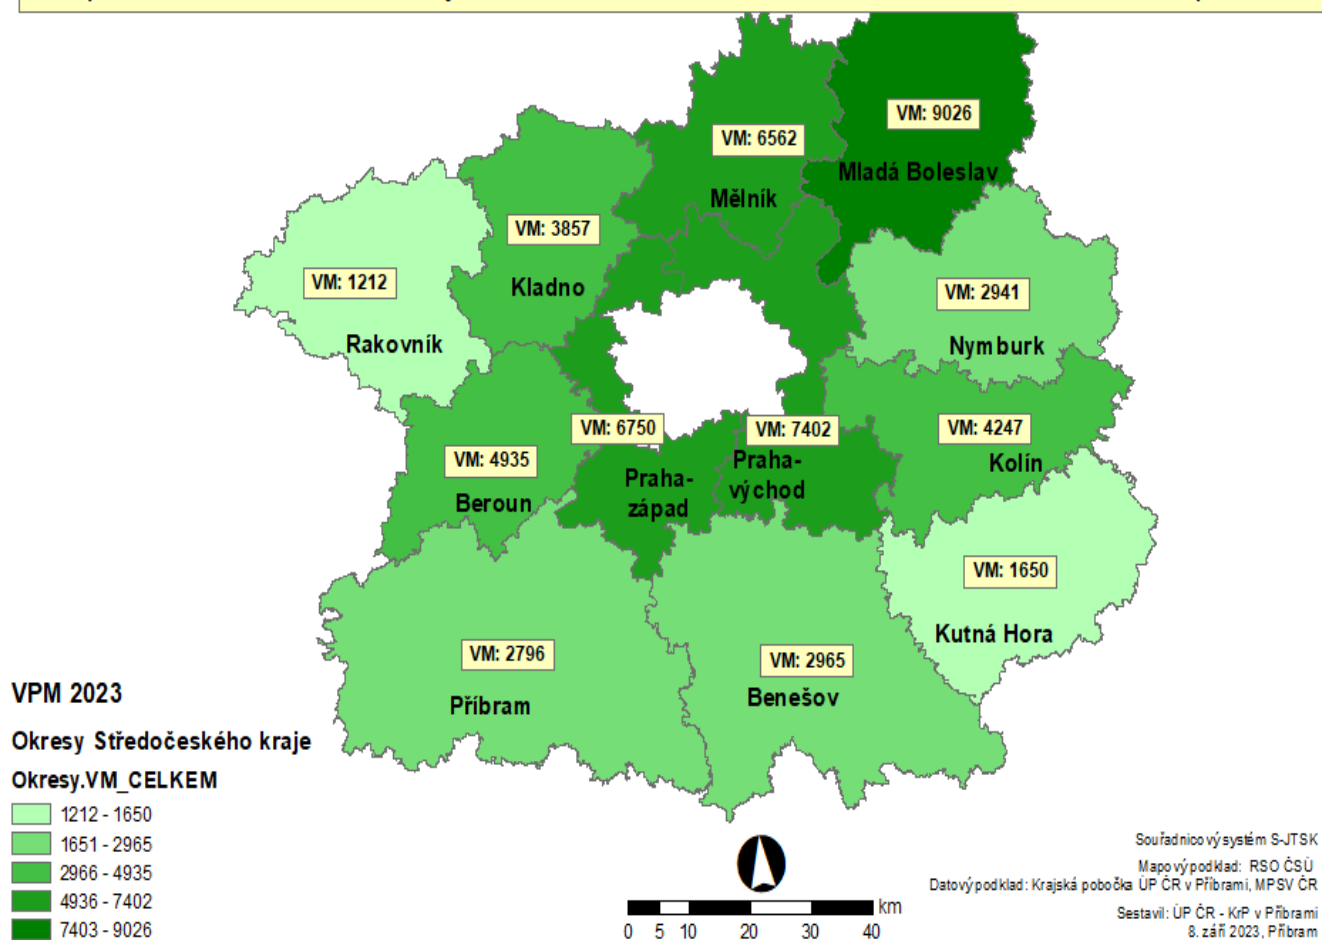 VM: 9026
VM: 6562
Mladá Boleslav
Mělník
VM: 3857
VM: 1212
Kladno
VM: 2941
Rakovník
Nymburk
VM: 6750
VM: 7402
VM: 4247
VM: 4935
Praha-
východ
Kolín
Beroun
Praha-
západ
VM: 1650
Kutná Hora
VM: 2796
VM: 2965
Příbram
Benešov
VPM 2023
Okresy Středočeského kraje
Okresy.VM_CELKEM
1212 - 1650
1651 - 2965
2966 - 4935
4936 - 7402
7403 - 9026
km
0 5 10 20 30 40
Souřadnicový systém S-JTSK
Mapový podklad: RSO ČSÚ
Datový podklad: Krajská pobočka ÚP ČR v Příbrami, MPSV ČR
Sestavil: ÚP ČR - KrP v Příbrami
8. září 2023, Příbram